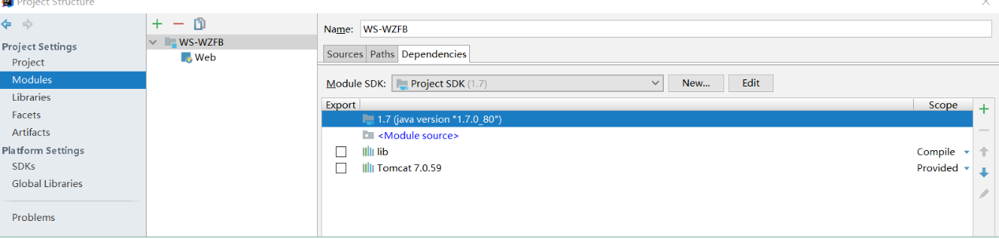 Project Structure
Project Settings
Project
Modules
Libraries
Facets
Artifacts
Platform Settings
SDKs
Global Libraries
Problems
WS-WZFB
Web
Name: WS-WZFB
Sources Paths Dependencies
Module SDK: Project SDK (1.7) New... Edit
Export Scope
1.7 (java version "1.7.0_80")
<Module source>
lib Compile
Tomcat 7.0.59 Provided